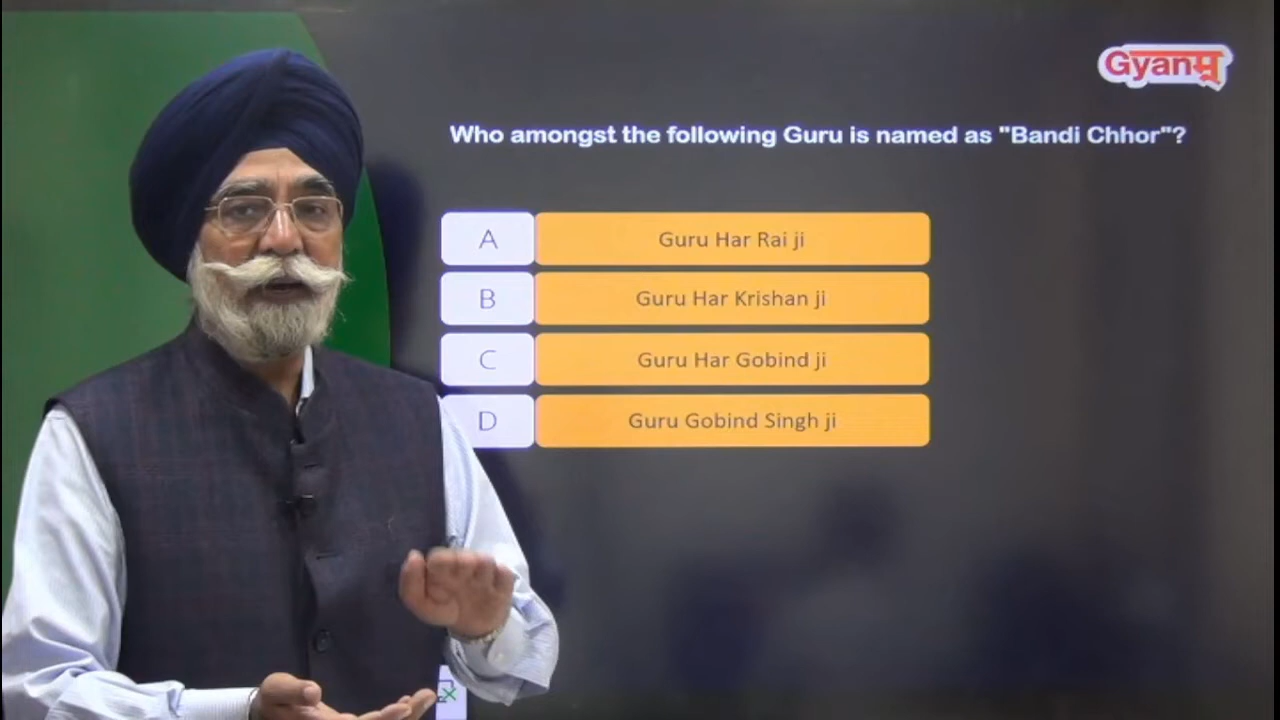 Gyanम्
Who amongst the following Guru is named as "Bandi Chhor"?
A Guru Har Rai ji
B Guru Har Krishan ji
C Guru Har Gobind ji
D Guru Gobind Singh ji